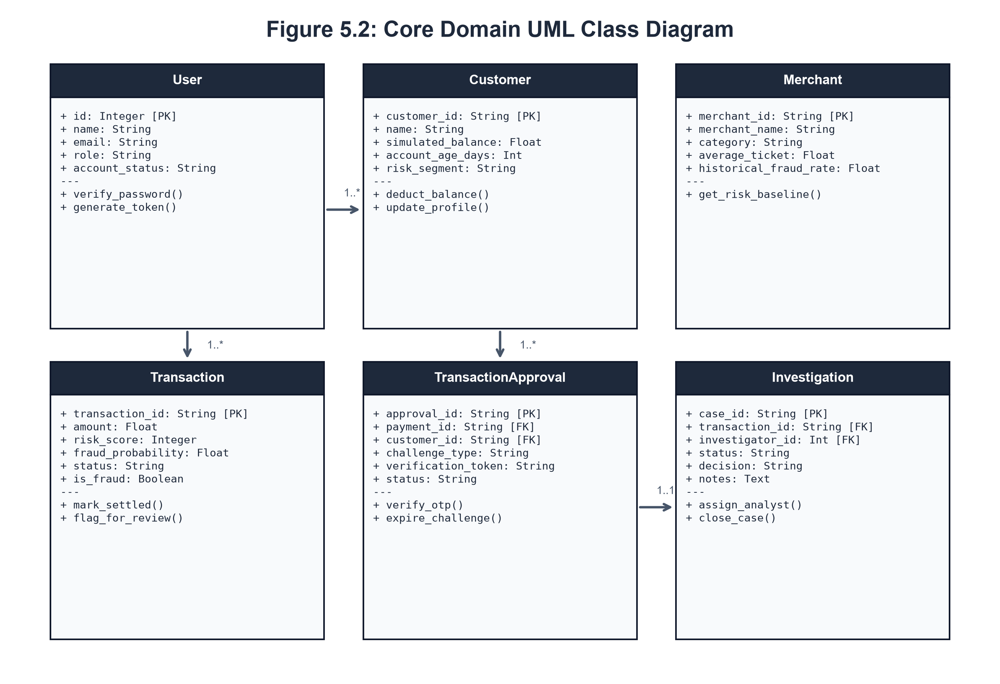 Figure 5.2: Core Domain UML Class Diagram
User
+ id: Integer [PK]
+ name: String
+ email: String
+ role: String
+ account_status: String
---
+ verify_password()
+ generate_token()
1..*
Customer
+ customer_id: String [PK]
+ name: String
+ simulated_balance: Float
+ account_age_days: Int
+ risk_segment: String
---
+ deduct_balance()
+ update_profile()
Merchant
+ merchant_id: String [PK]
+ merchant_name: String
+ category: String
+ average_ticket: Float
+ historical_fraud_rate: Float
---
+ get_risk_baseline()
1..*
1..*
Transaction
+ transaction_id: String [PK]
+ amount: Float
+ risk_score: Integer
+ fraud_probability: Float
+ status: String
+ is_fraud: Boolean
---
+ mark_settled()
+ flag_for_review()
TransactionApproval
+ approval_id: String [PK]
+ payment_id: String [FK]
+ customer_id: String [FK]
+ challenge_type: String
+ verification_token: String
+ status: String
---
+ verify_otp()
+ expire_challenge()
1..1
Investigation
+ case_id: String [PK]
+ transaction_id: String [FK]
+ investigator_id: Int [FK]
+ status: String
+ decision: String
+ notes: Text
---
+ assign_analyst()
+ close_case()